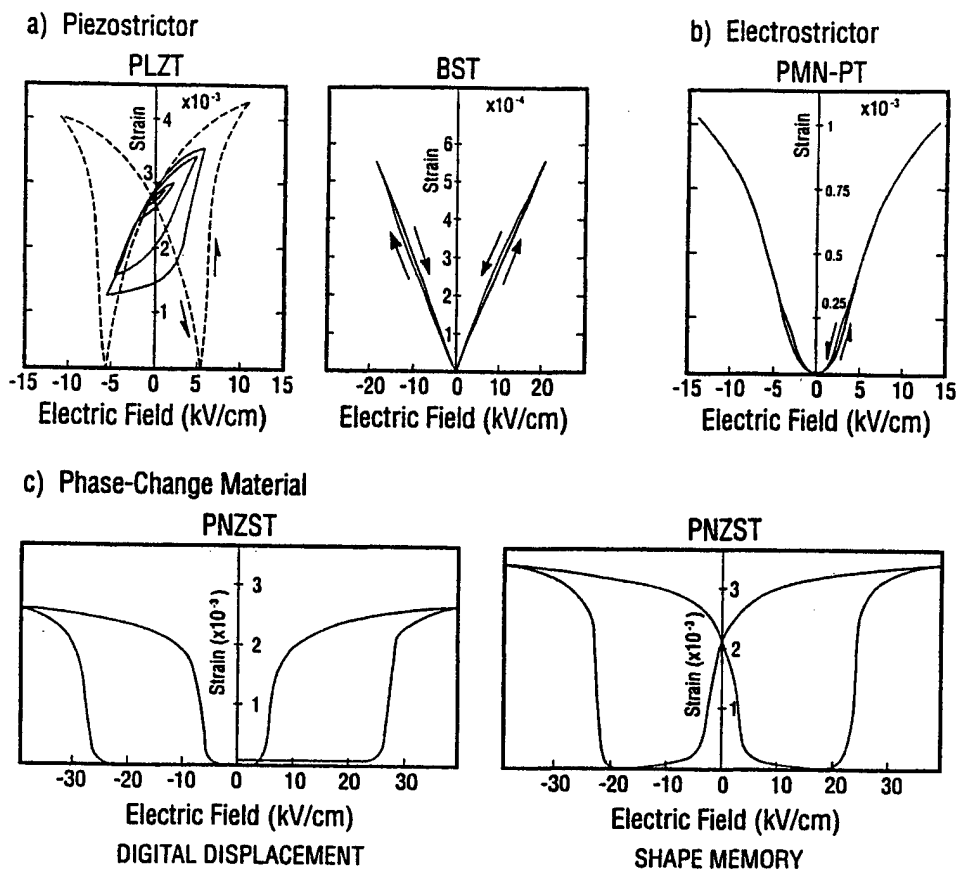 a) Piezostrictor
b) Electrostrictor
PLZT
BST
PMN-PT
x10⁻³
4
Strain
3
2
1
-15 -10 -5 0 5 10 15
Electric Field (kV/cm)
x10⁻⁴
6
5
Strain
4
3
2
1
-20 -10 0 10 20
Electric Field (kV/cm)
x10⁻³
1
Strain
0.75
0.5
0.25
-15 -10 -5 0 5 10 15
Electric Field (kV/cm)
c) Phase-Change Material
PNZST
3
Strain (x10⁻³)
2
1
-30 -20 -10 0 10 20 30
Electric Field (kV/cm)
DIGITAL DISPLACEMENT
PNZST
3
Strain (x10⁻³)
2
1
-30 -20 -10 0 10 20 30
Electric Field (kV/cm)
SHAPE MEMORY